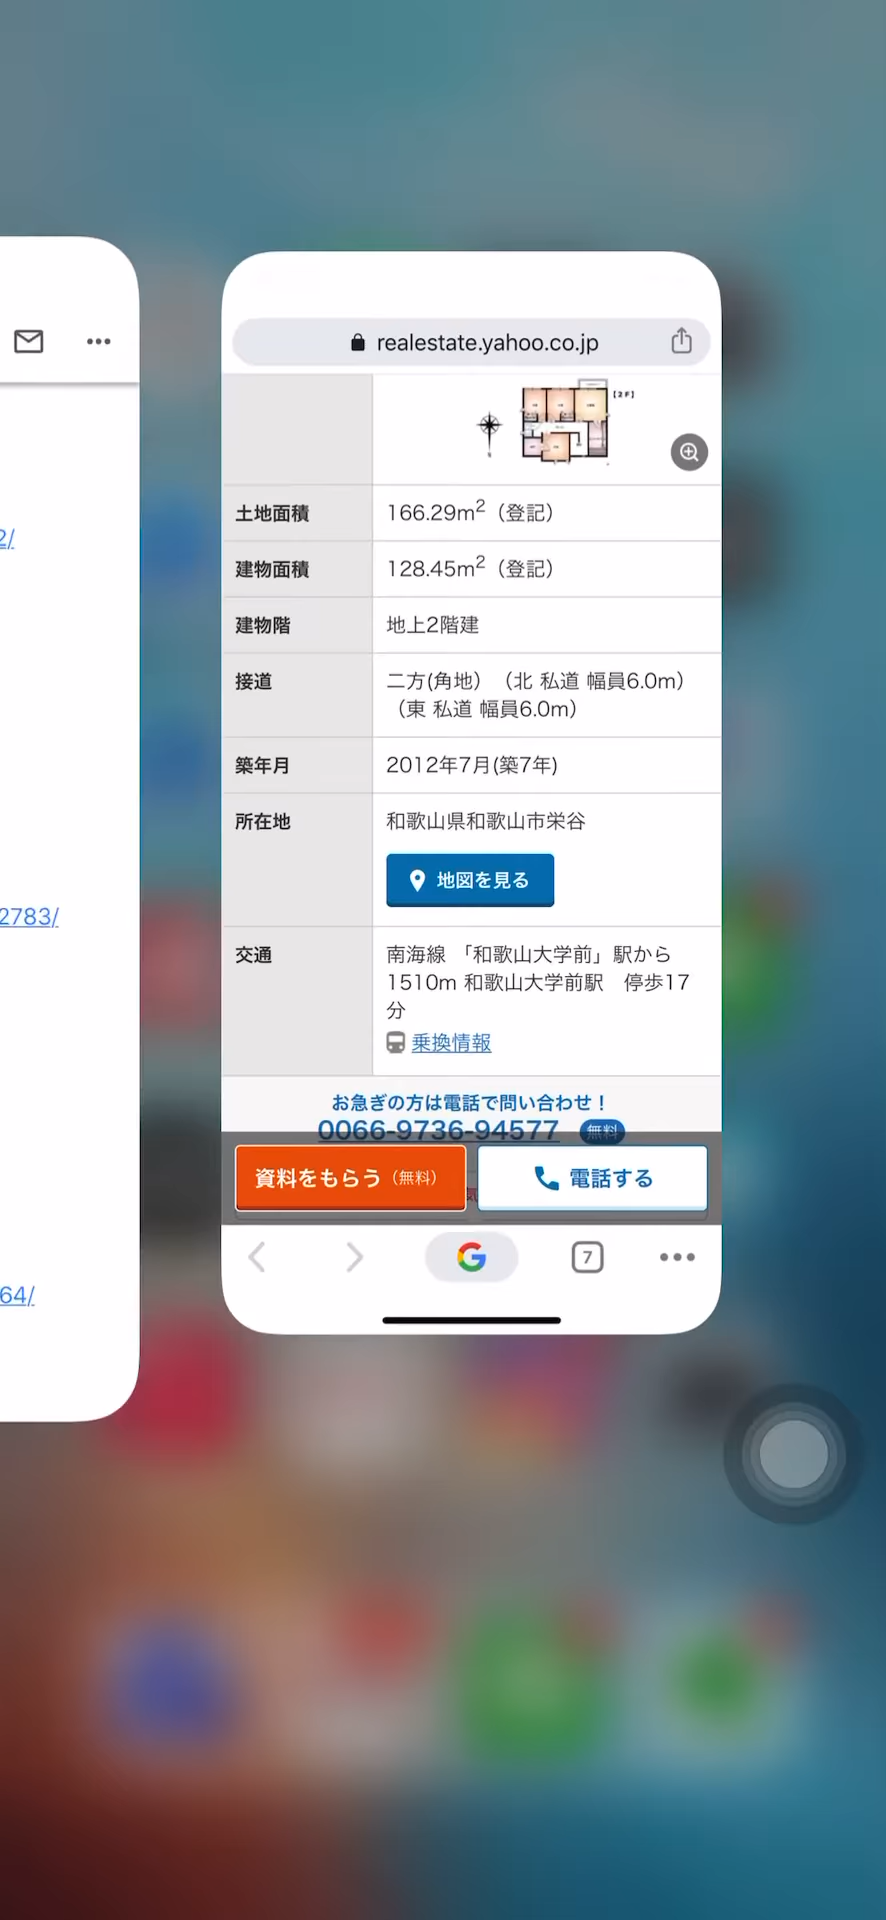 realestate.yahoo.co.jp
【2F】
土地面積
166.29m2（登記）
建物面積
128.45m2（登記）
建物階
地上2階建
接道
二方(角地) （北 私道 幅員6.0m）
（東 私道 幅員6.0m）
築年月
2012年7月(築7年)
所在地
和歌山県和歌山市栄谷
地図を見る
交通
南海線 「和歌山大学前」駅から
1510m 和歌山大学前駅　停歩17
分
乗換情報
お急ぎの方は電話で問い合わせ！
0066-9736-94577
無料
資料をもらう（無料）
電話する
7
2/
2783/
64/